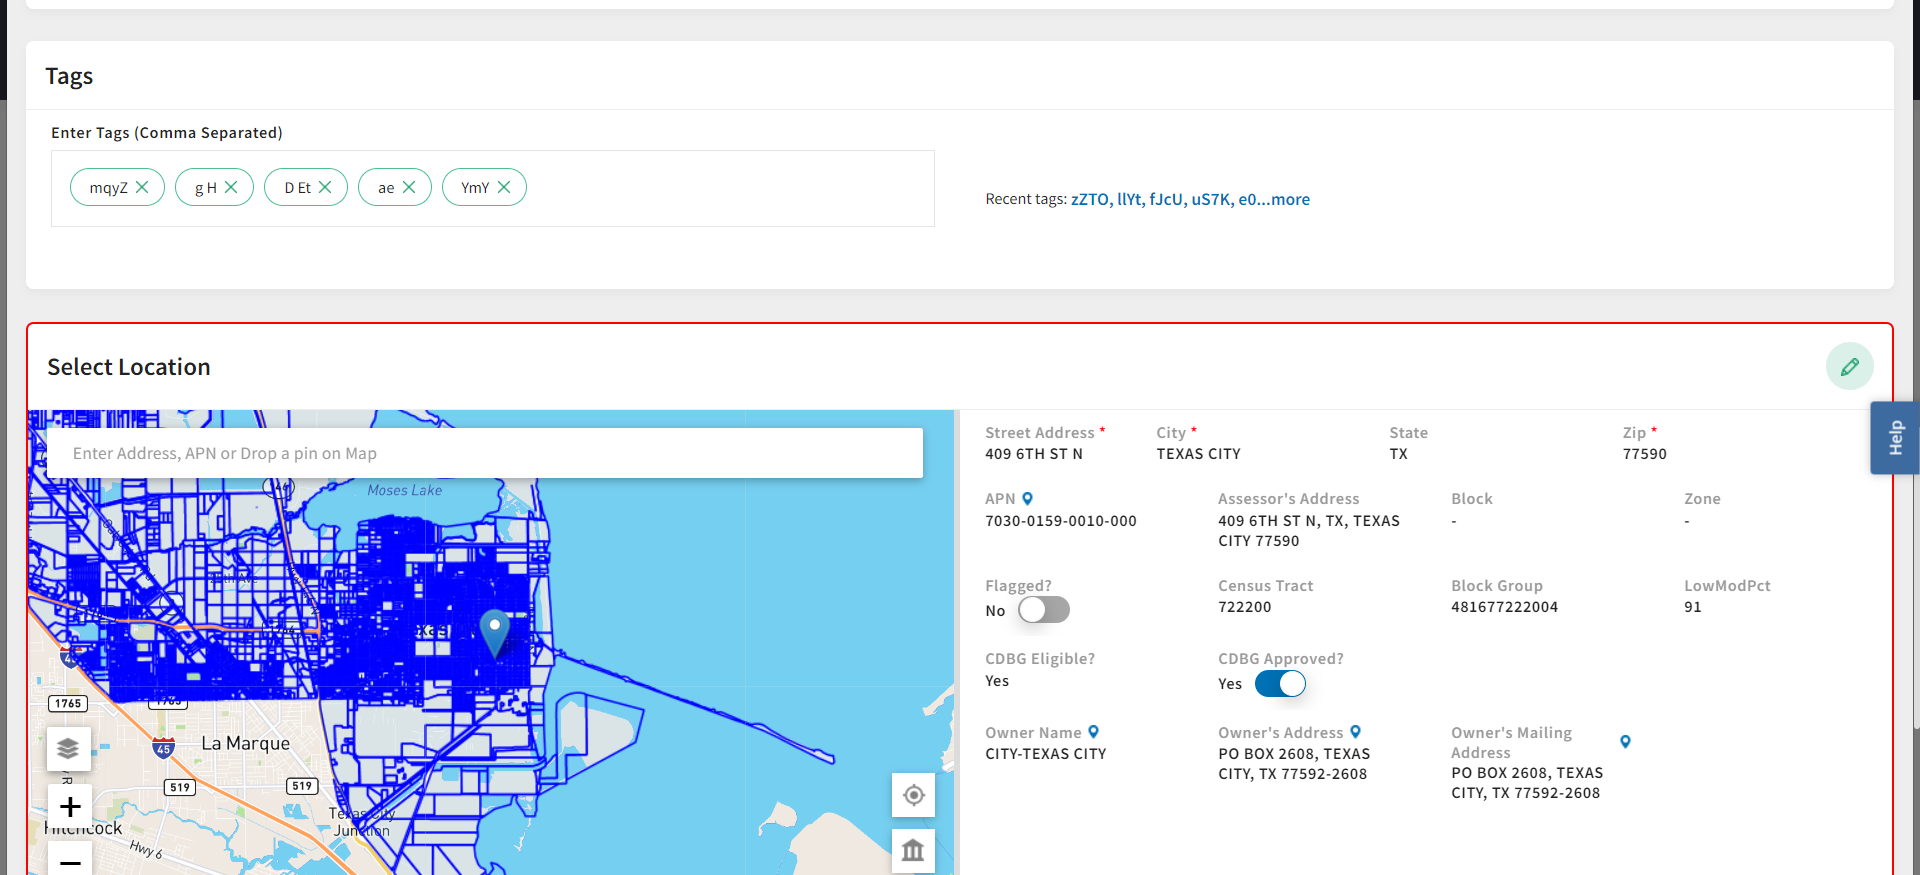 Tags
Enter Tags (Comma Separated)
mqyZ
g H
D Et
ae
YmY
Recent tags: zZTO, llYt, fJcU, uS7K, e0...more
Select Location
Enter Address, APN or Drop a pin on Map
Moses Lake
La Marque
1765
45
519
519
Texas City
Junction
Hitchcock
Hwy 6
Street Address *
409 6TH ST N
City *
TEXAS CITY
State
TX
Zip *
77590
APN
7030-0159-0010-000
Assessor's Address
409 6TH ST N, TX, TEXAS
CITY 77590
Block
-
Zone
-
Flagged?
No
Census Tract
722200
Block Group
481677222004
LowModPct
91
CDBG Eligible?
Yes
CDBG Approved?
Yes
Owner Name
CITY-TEXAS CITY
Owner's Address
PO BOX 2608, TEXAS
CITY, TX 77592-2608
Owner's Mailing
Address
PO BOX 2608, TEXAS
CITY, TX 77592-2608
Help